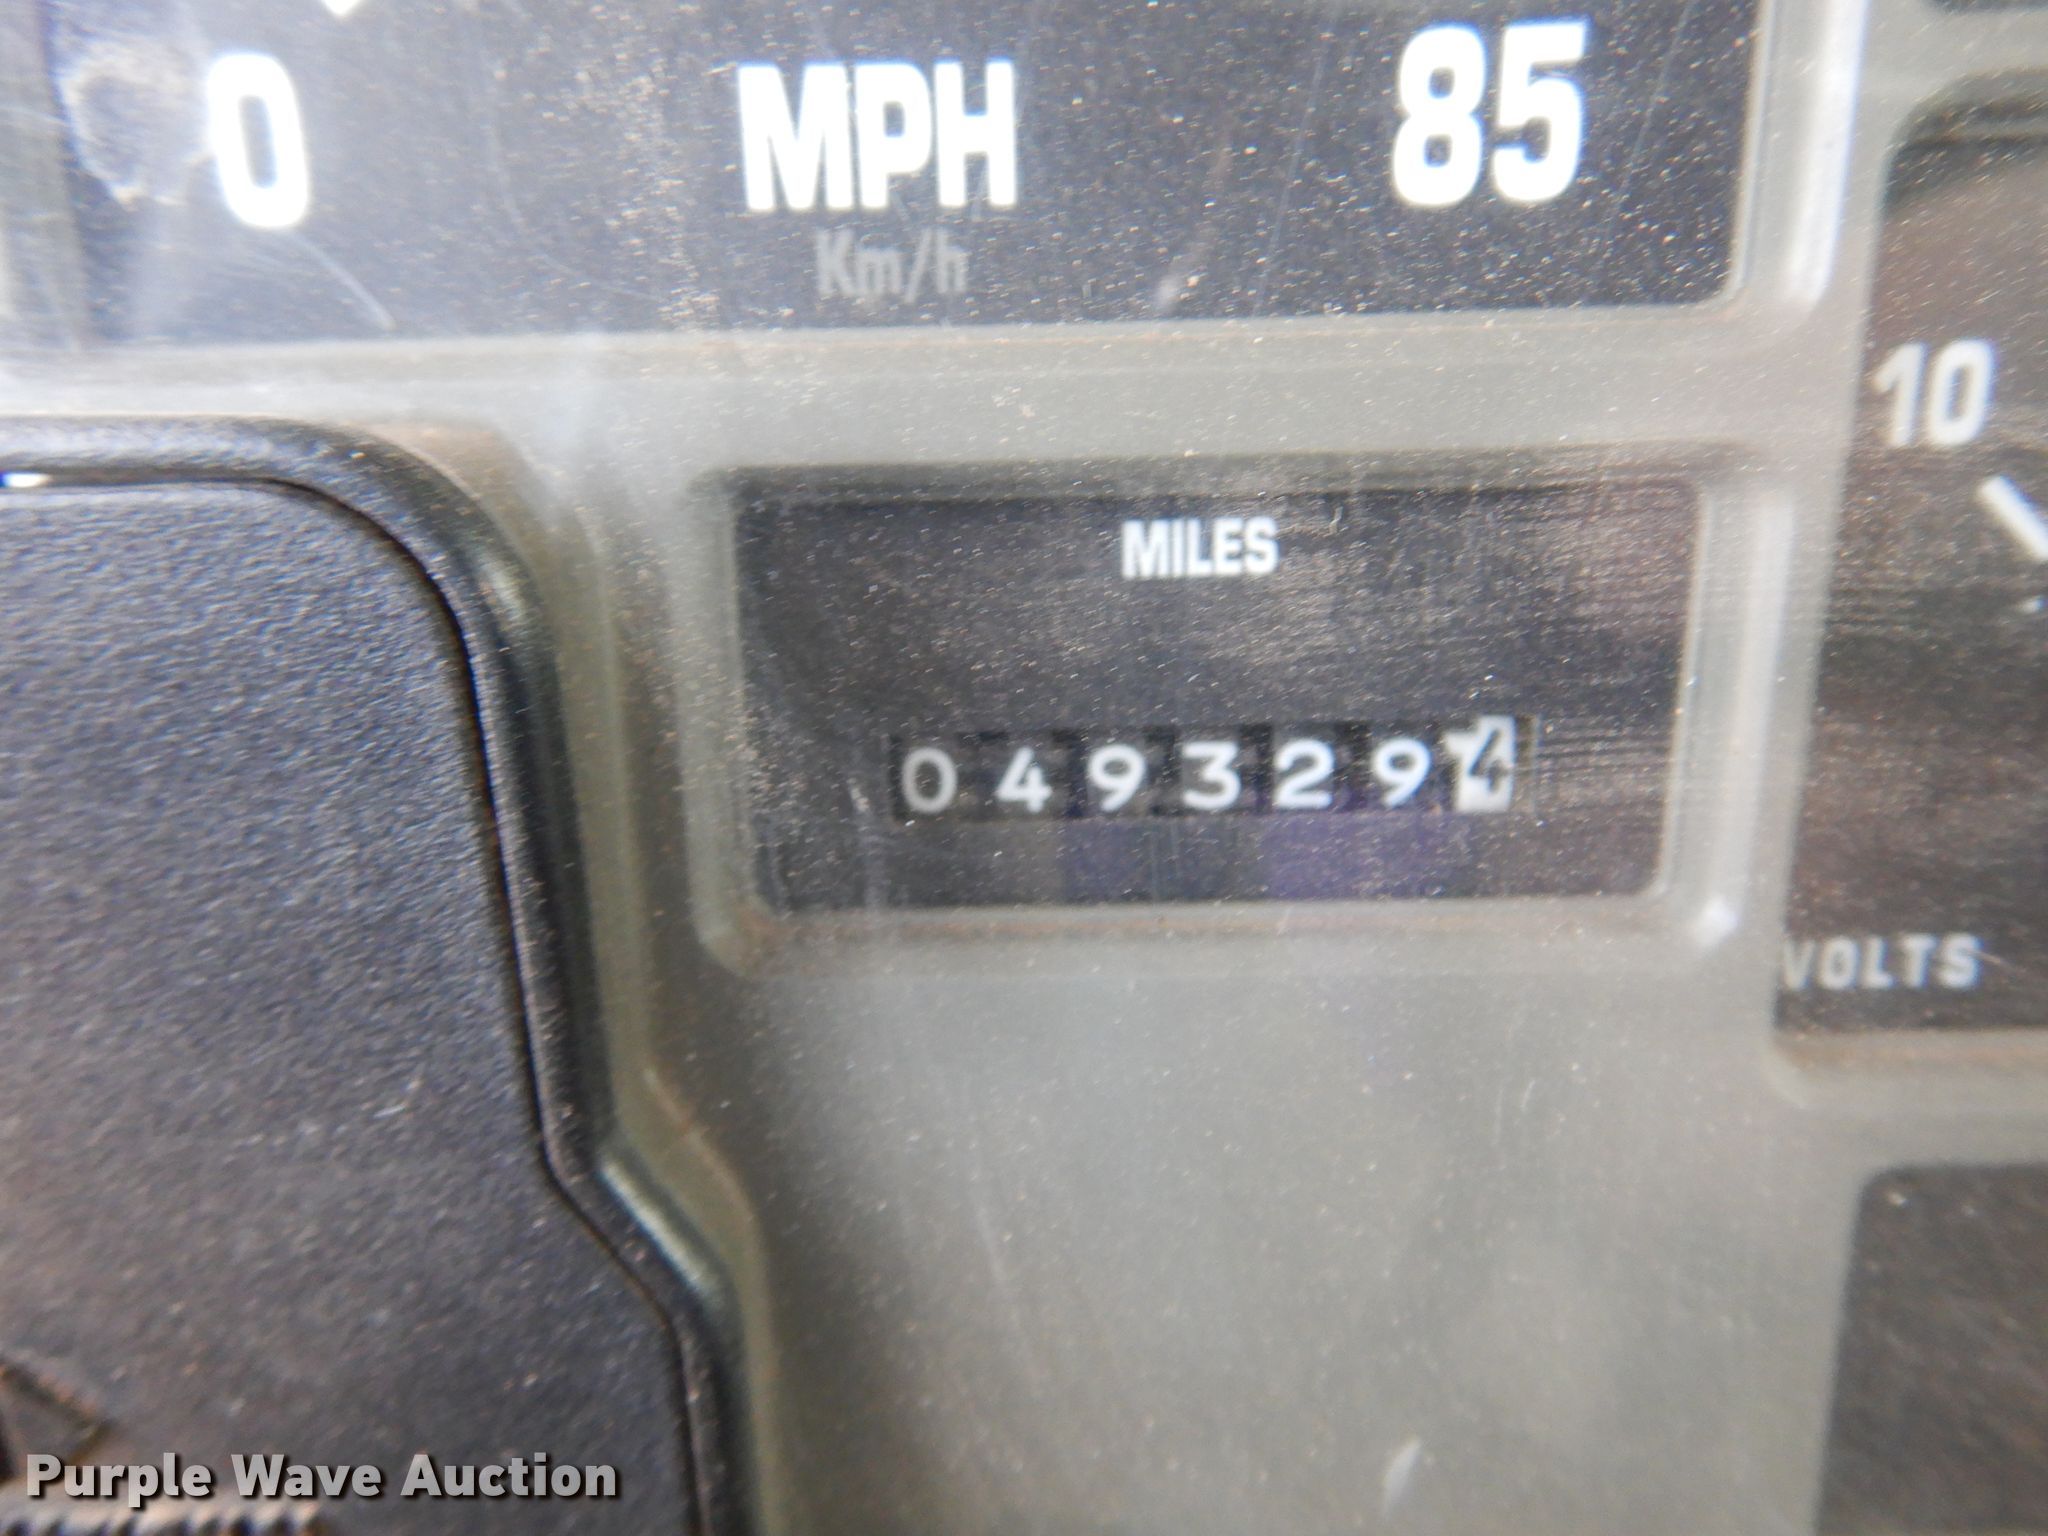 0 MPH 85
Km/h
10
MILES
0493294
VOLTS
Purple Wave Auction